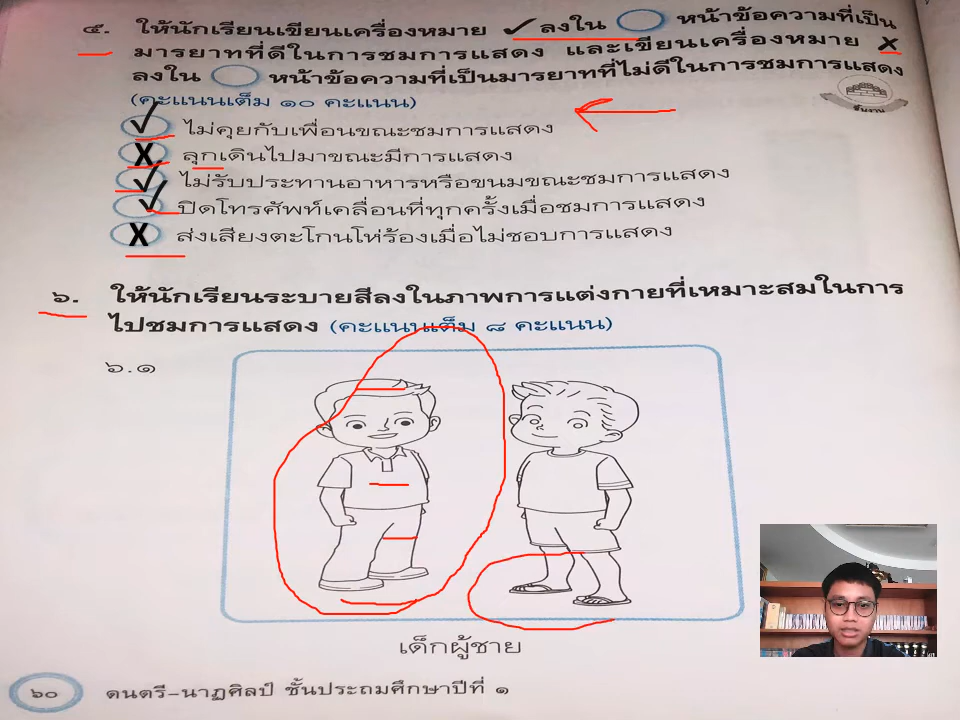 ๕. ให้นักเรียนเขียนเครื่องหมาย ✓ ลงใน ◯ หน้าข้อความที่เป็น
มารยาทที่ดีในการชมการแสดง และเขียนเครื่องหมาย ✗
ลงใน ◯ หน้าข้อความที่เป็นมารยาทที่ไม่ดีในการชมการแสดง
(คะแนนเต็ม ๑๐ คะแนน)
ชิ้นงาน
✓ ไม่คุยกับเพื่อนขณะชมการแสดง
X ลุกเดินไปมาขณะมีการแสดง
✓ ไม่รับประทานอาหารหรือขนมขณะชมการแสดง
✓ ปิดโทรศัพท์เคลื่อนที่ทุกครั้งเมื่อชมการแสดง
X ส่งเสียงตะโกนโห่ร้องเมื่อไม่ชอบการแสดง
๖. ให้นักเรียนระบายสีลงในภาพการแต่งกายที่เหมาะสมในการ
ไปชมการแสดง (คะแนนเต็ม ๘ คะแนน)
๖.๑
เด็กผู้ชาย
๖๐ ดนตรี-นาฏศิลป์ ชั้นประถมศึกษาปีที่ ๑